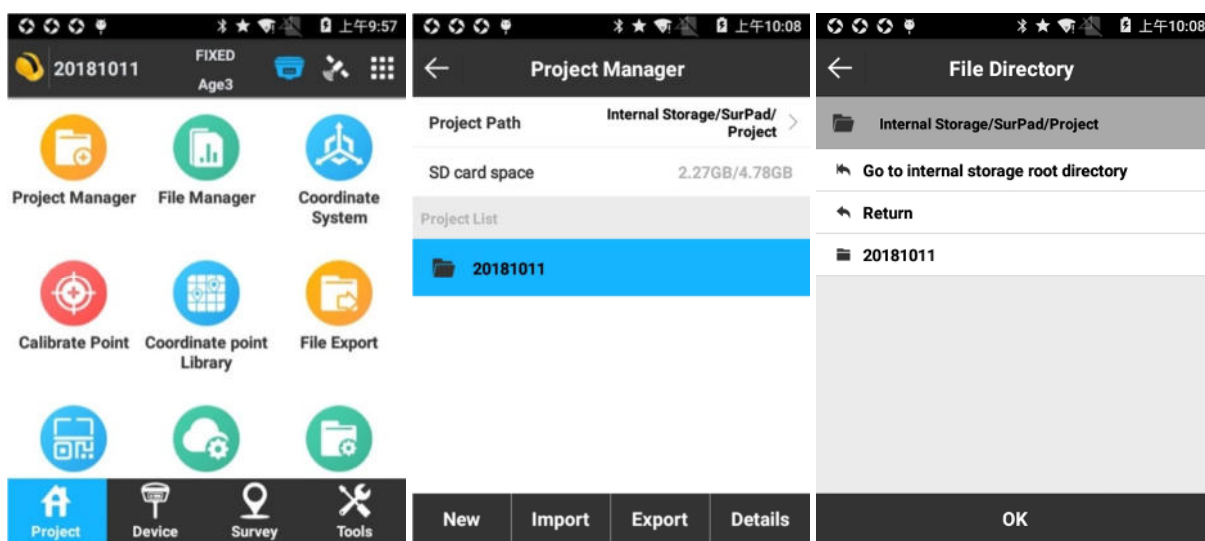 上午9:57
20181011
FIXED
Age3
Project Manager
File Manager
Coordinate
System
Calibrate Point
Coordinate point
Library
File Export
Project
Device
Survey
Tools
上午10:08
Project Manager
Project Path
Internal Storage/SurPad/
Project
SD card space
2.27GB/4.78GB
Project List
20181011
New
Import
Export
Details
上午10:08
File Directory
Internal Storage/SurPad/Project
Go to internal storage root directory
Return
20181011
OK